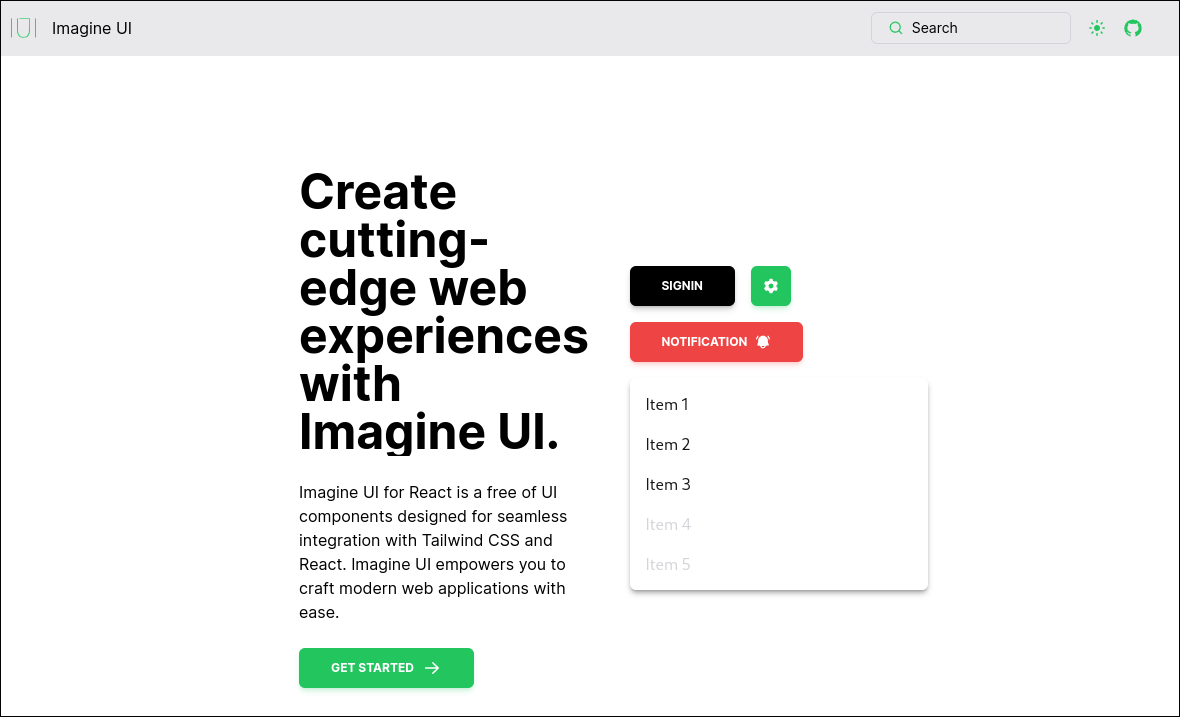 Imagine UI
Search
Create
cutting-
edge web
experiences
with
Imagine UI.
Imagine UI for React is a free of UI
components designed for seamless
integration with Tailwind CSS and
React. Imagine UI empowers you to
craft modern web applications with
ease.
GET STARTED
SIGNIN
NOTIFICATION
Item 1
Item 2
Item 3
Item 4
Item 5